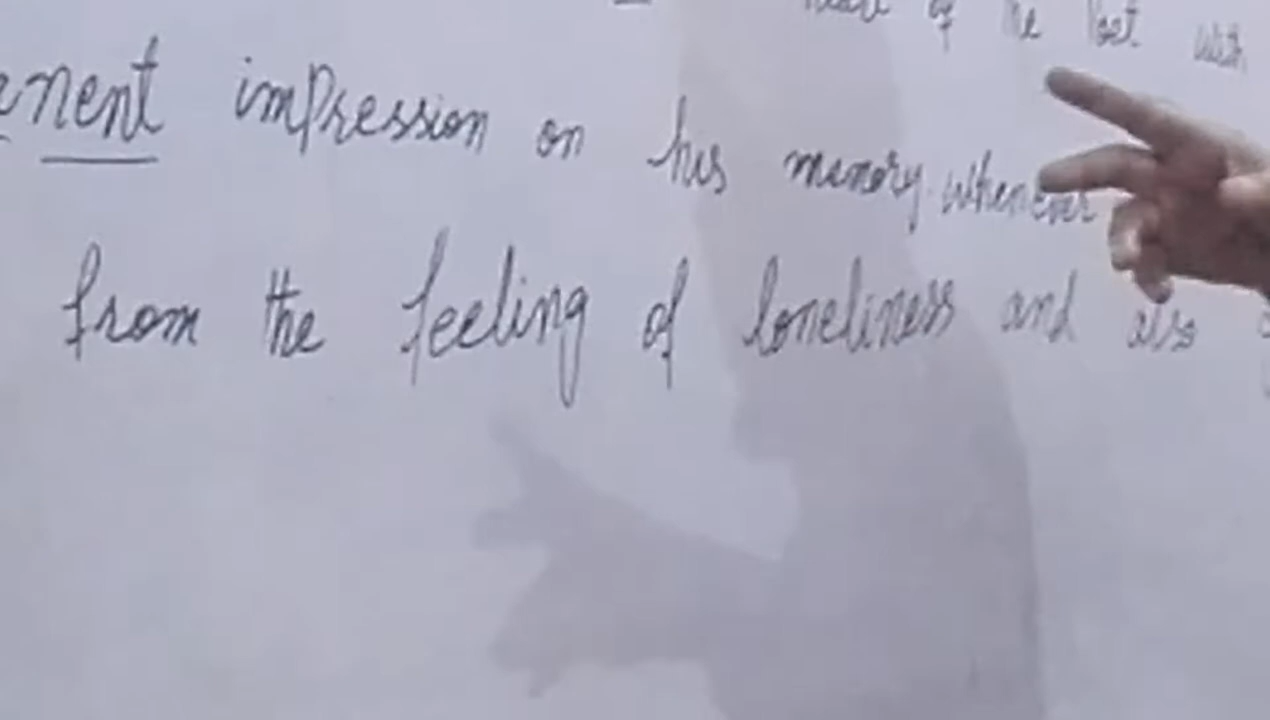 of the Poet with
nent impression on his memory. Whenever
from the feeling of loneliness and also